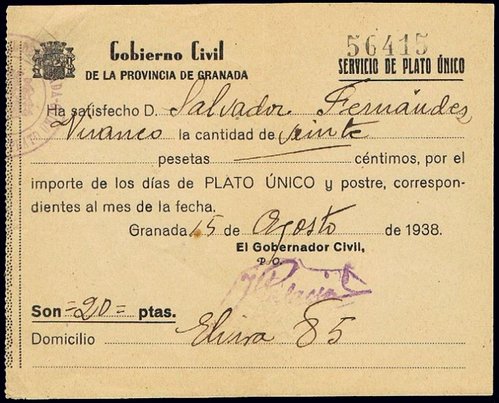 Gobierno Civil
DE LA PROVINCIA DE GRANADA
56415
SERVICIO DE PLATO ÚNICO
Ha satisfecho D. Salvador Fernández
Vivanco la cantidad de veinte
pesetas céntimos, por el
importe de los días de PLATO ÚNICO y postre, correspon-
dientes al mes de la fecha.
Granada 15 de Agosto de 1938.
El Gobernador Civil,
P.O.
Son =20= ptas.
Domicilio Elvira 85